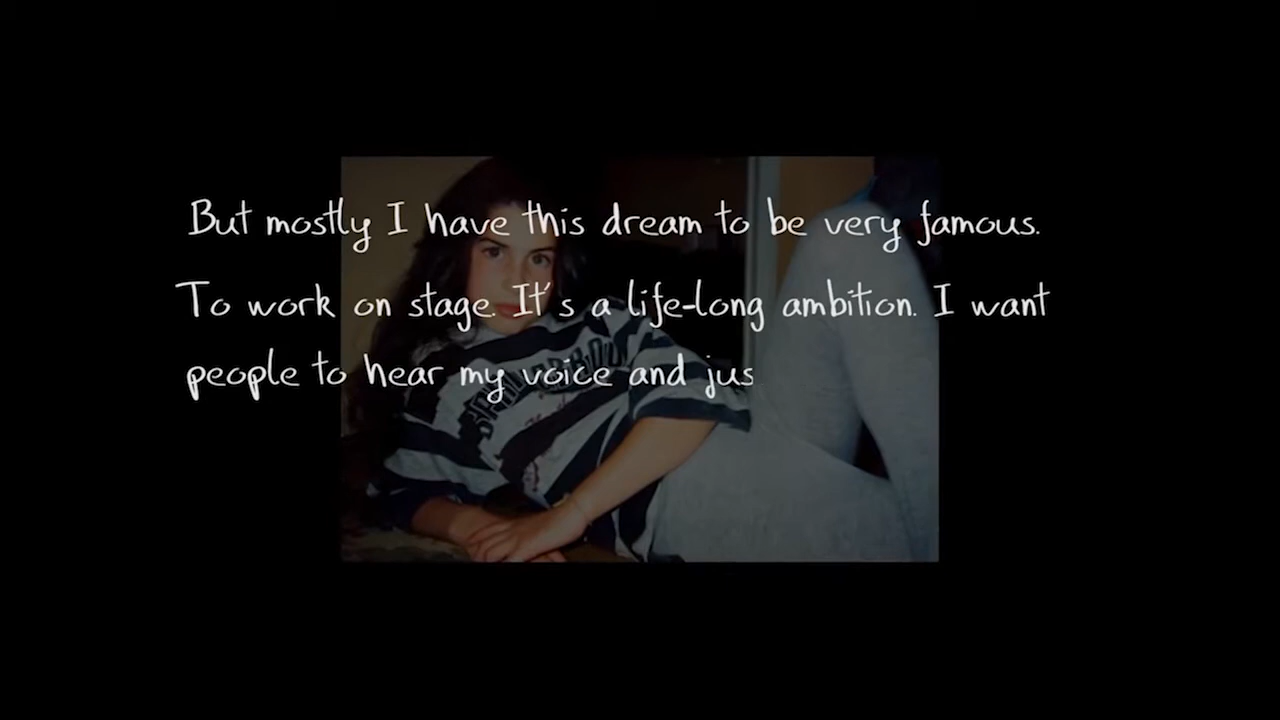 But mostly I have this dream to be very famous.
To work on stage. It's a life-long ambition. I want
people to hear my voice and jus